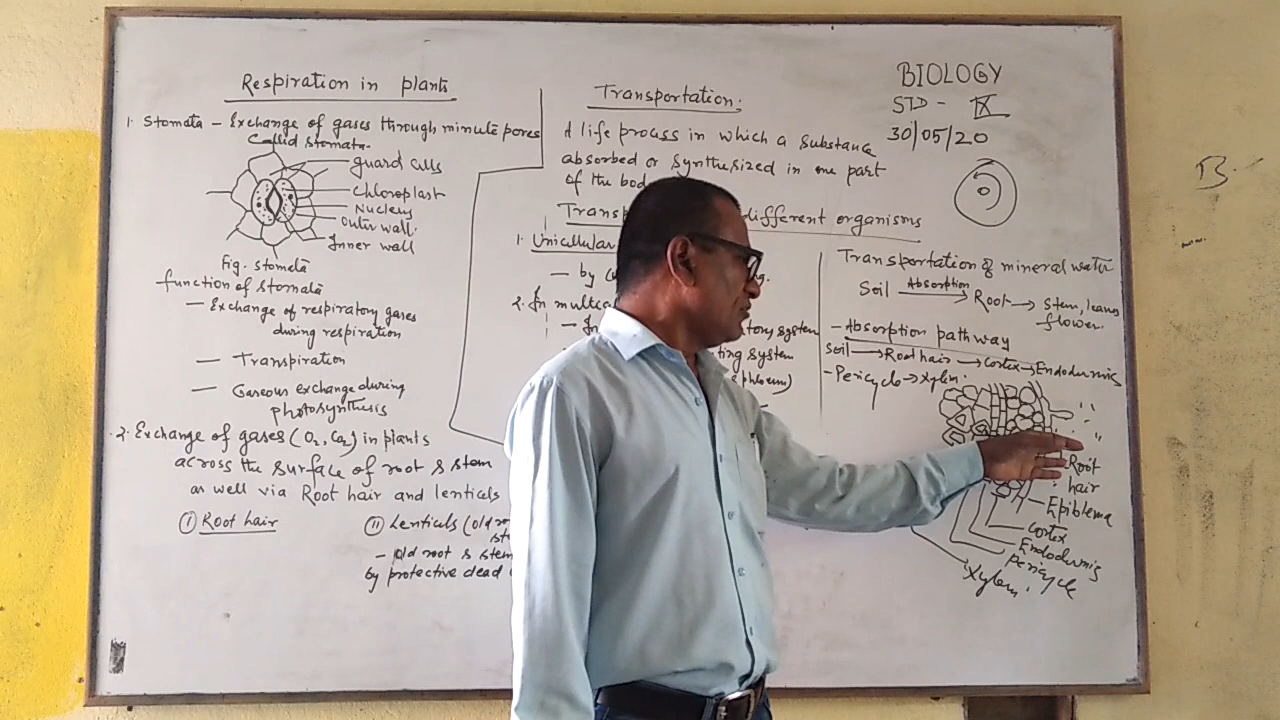 Respiration in plants
1. Stomata - Exchange of gases through minute pores
Called stomata.
guard cells
Chloroplast
Nucleus
Outer wall.
Inner wall
Fig. stomata
function of stomata
- Exchange of respiratory gases
during respiration
- Transpiration
- Gaseous exchange during
photosynthesis
2. Exchange of gases (O2, CO2) in plants
across the surface of root & stem
as well via Root hair and lenticels
(i) Root hair
(ii) Lenticels (old
- old root & stem
by protective dead
Transportation.
A life process in which a substance
absorbed or synthesized in one part
of the
different organisms
1. Unicellular
- by
2. In
system
system
& phloem)
BIOLOGY
STD - IX
30/05/20
Transportation of mineral water
Soil Absorption Root → Stem, leaves
flower.
- Absorption pathway
Soil → Root hair → Cortex → Endodermis
- Pericycle → Xylem.
Root
hair
Epiblema
Cortex
Endodermis
Pericycle
Xylem.
B